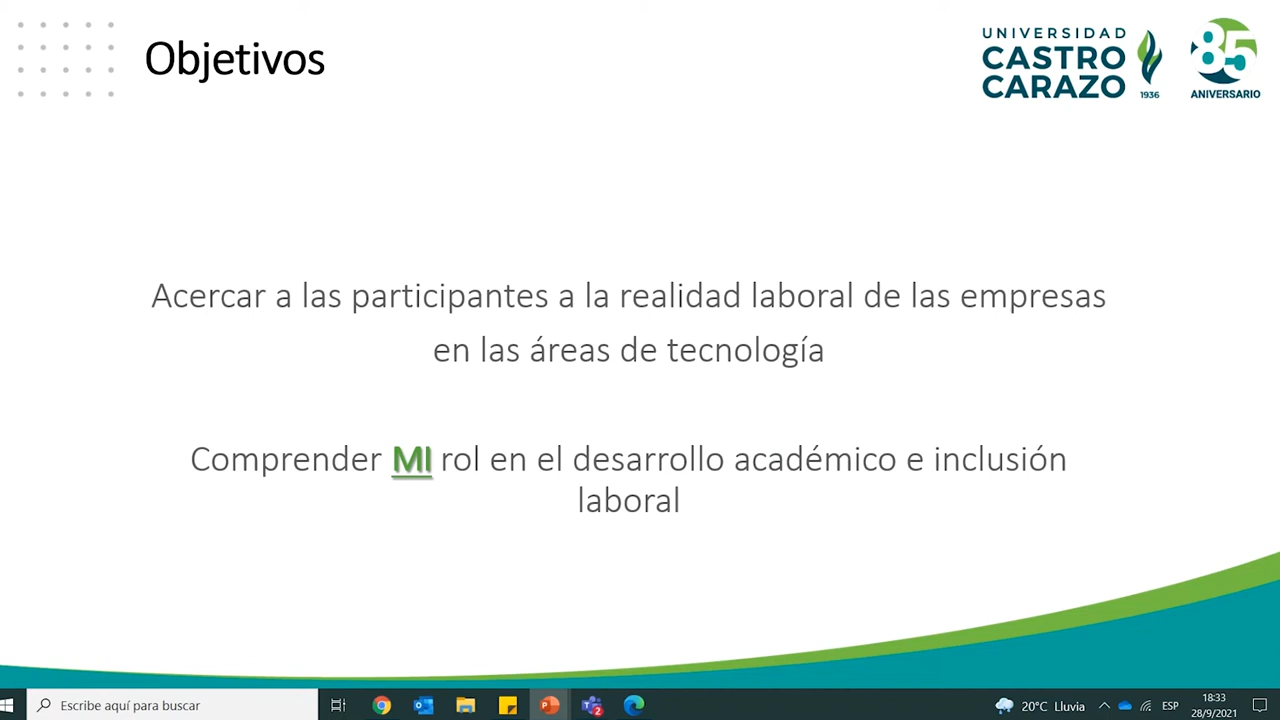 Objetivos
UNIVERSIDAD
CASTRO
CARAZO
1936
85
ANIVERSARIO
Acercar a las participantes a la realidad laboral de las empresas
en las áreas de tecnología
Comprender MI rol en el desarrollo académico e inclusión
laboral
Escribe aquí para buscar
2
20°C Lluvia
ESP
18:33
28/9/2021